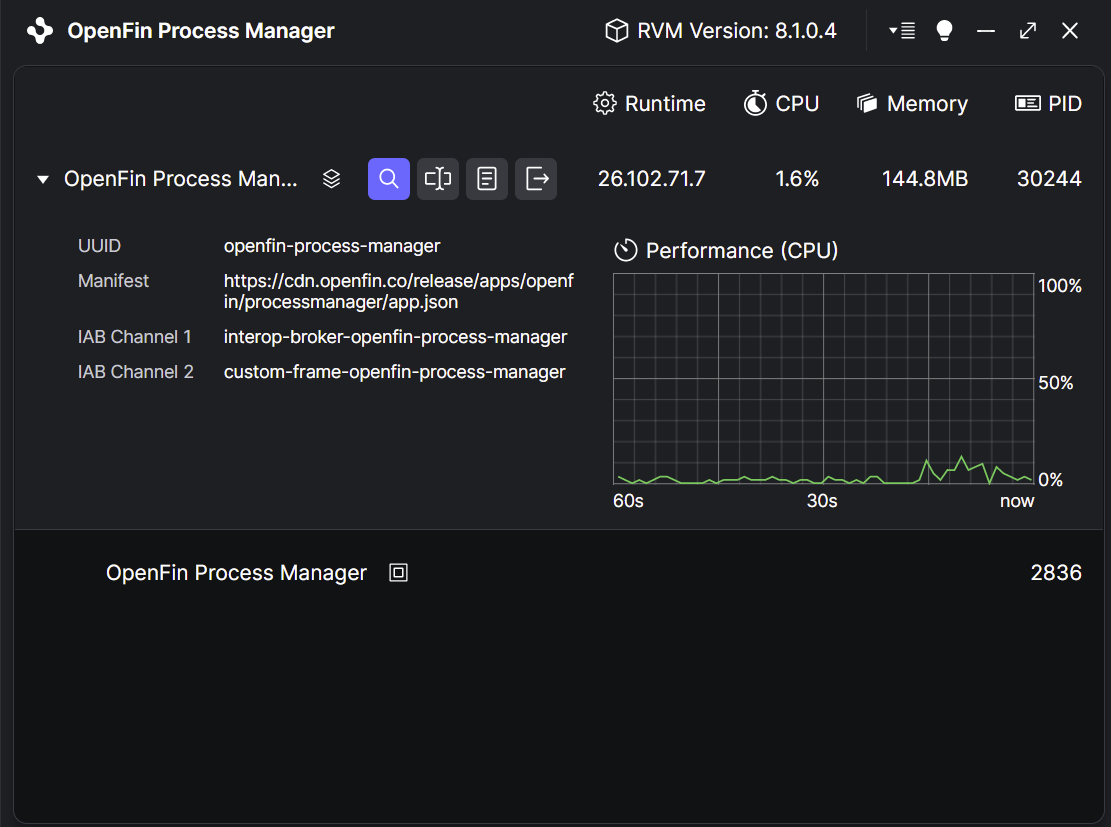 OpenFin Process Manager
RVM Version: 8.1.0.4
Runtime CPU Memory PID
OpenFin Process Man... 26.102.71.7 1.6% 144.8MB 30244
UUID openfin-process-manager
Manifest https://cdn.openfin.co/release/apps/openf
in/processmanager/app.json
IAB Channel 1 interop-broker-openfin-process-manager
IAB Channel 2 custom-frame-openfin-process-manager
Performance (CPU)
100%
50%
0%
60s 30s now
OpenFin Process Manager 2836